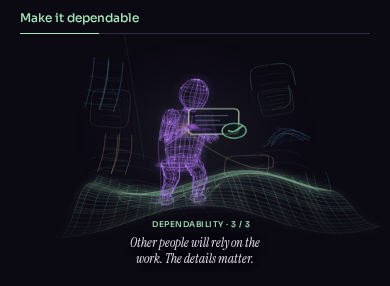 Make it dependable
DEPENDABILITY · 3 / 3
Other people will rely on the
work. The details matter.